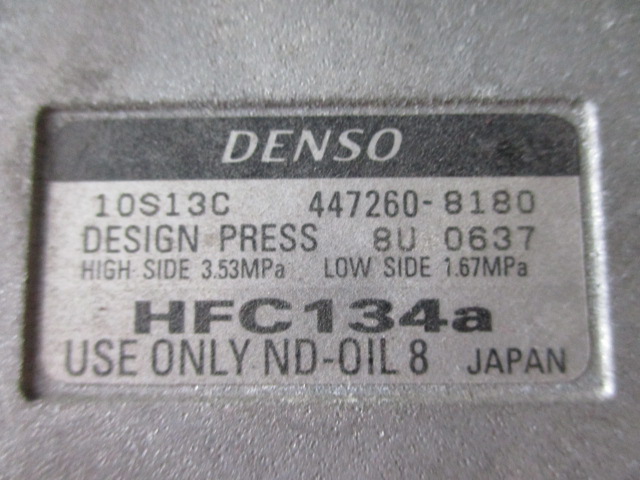 DENSO
10S13C 447260-8180
DESIGN PRESS 8U 0637
HIGH SIDE 3.53MPa LOW SIDE 1.67MPa
HFC134a
USE ONLY ND-OIL 8 JAPAN